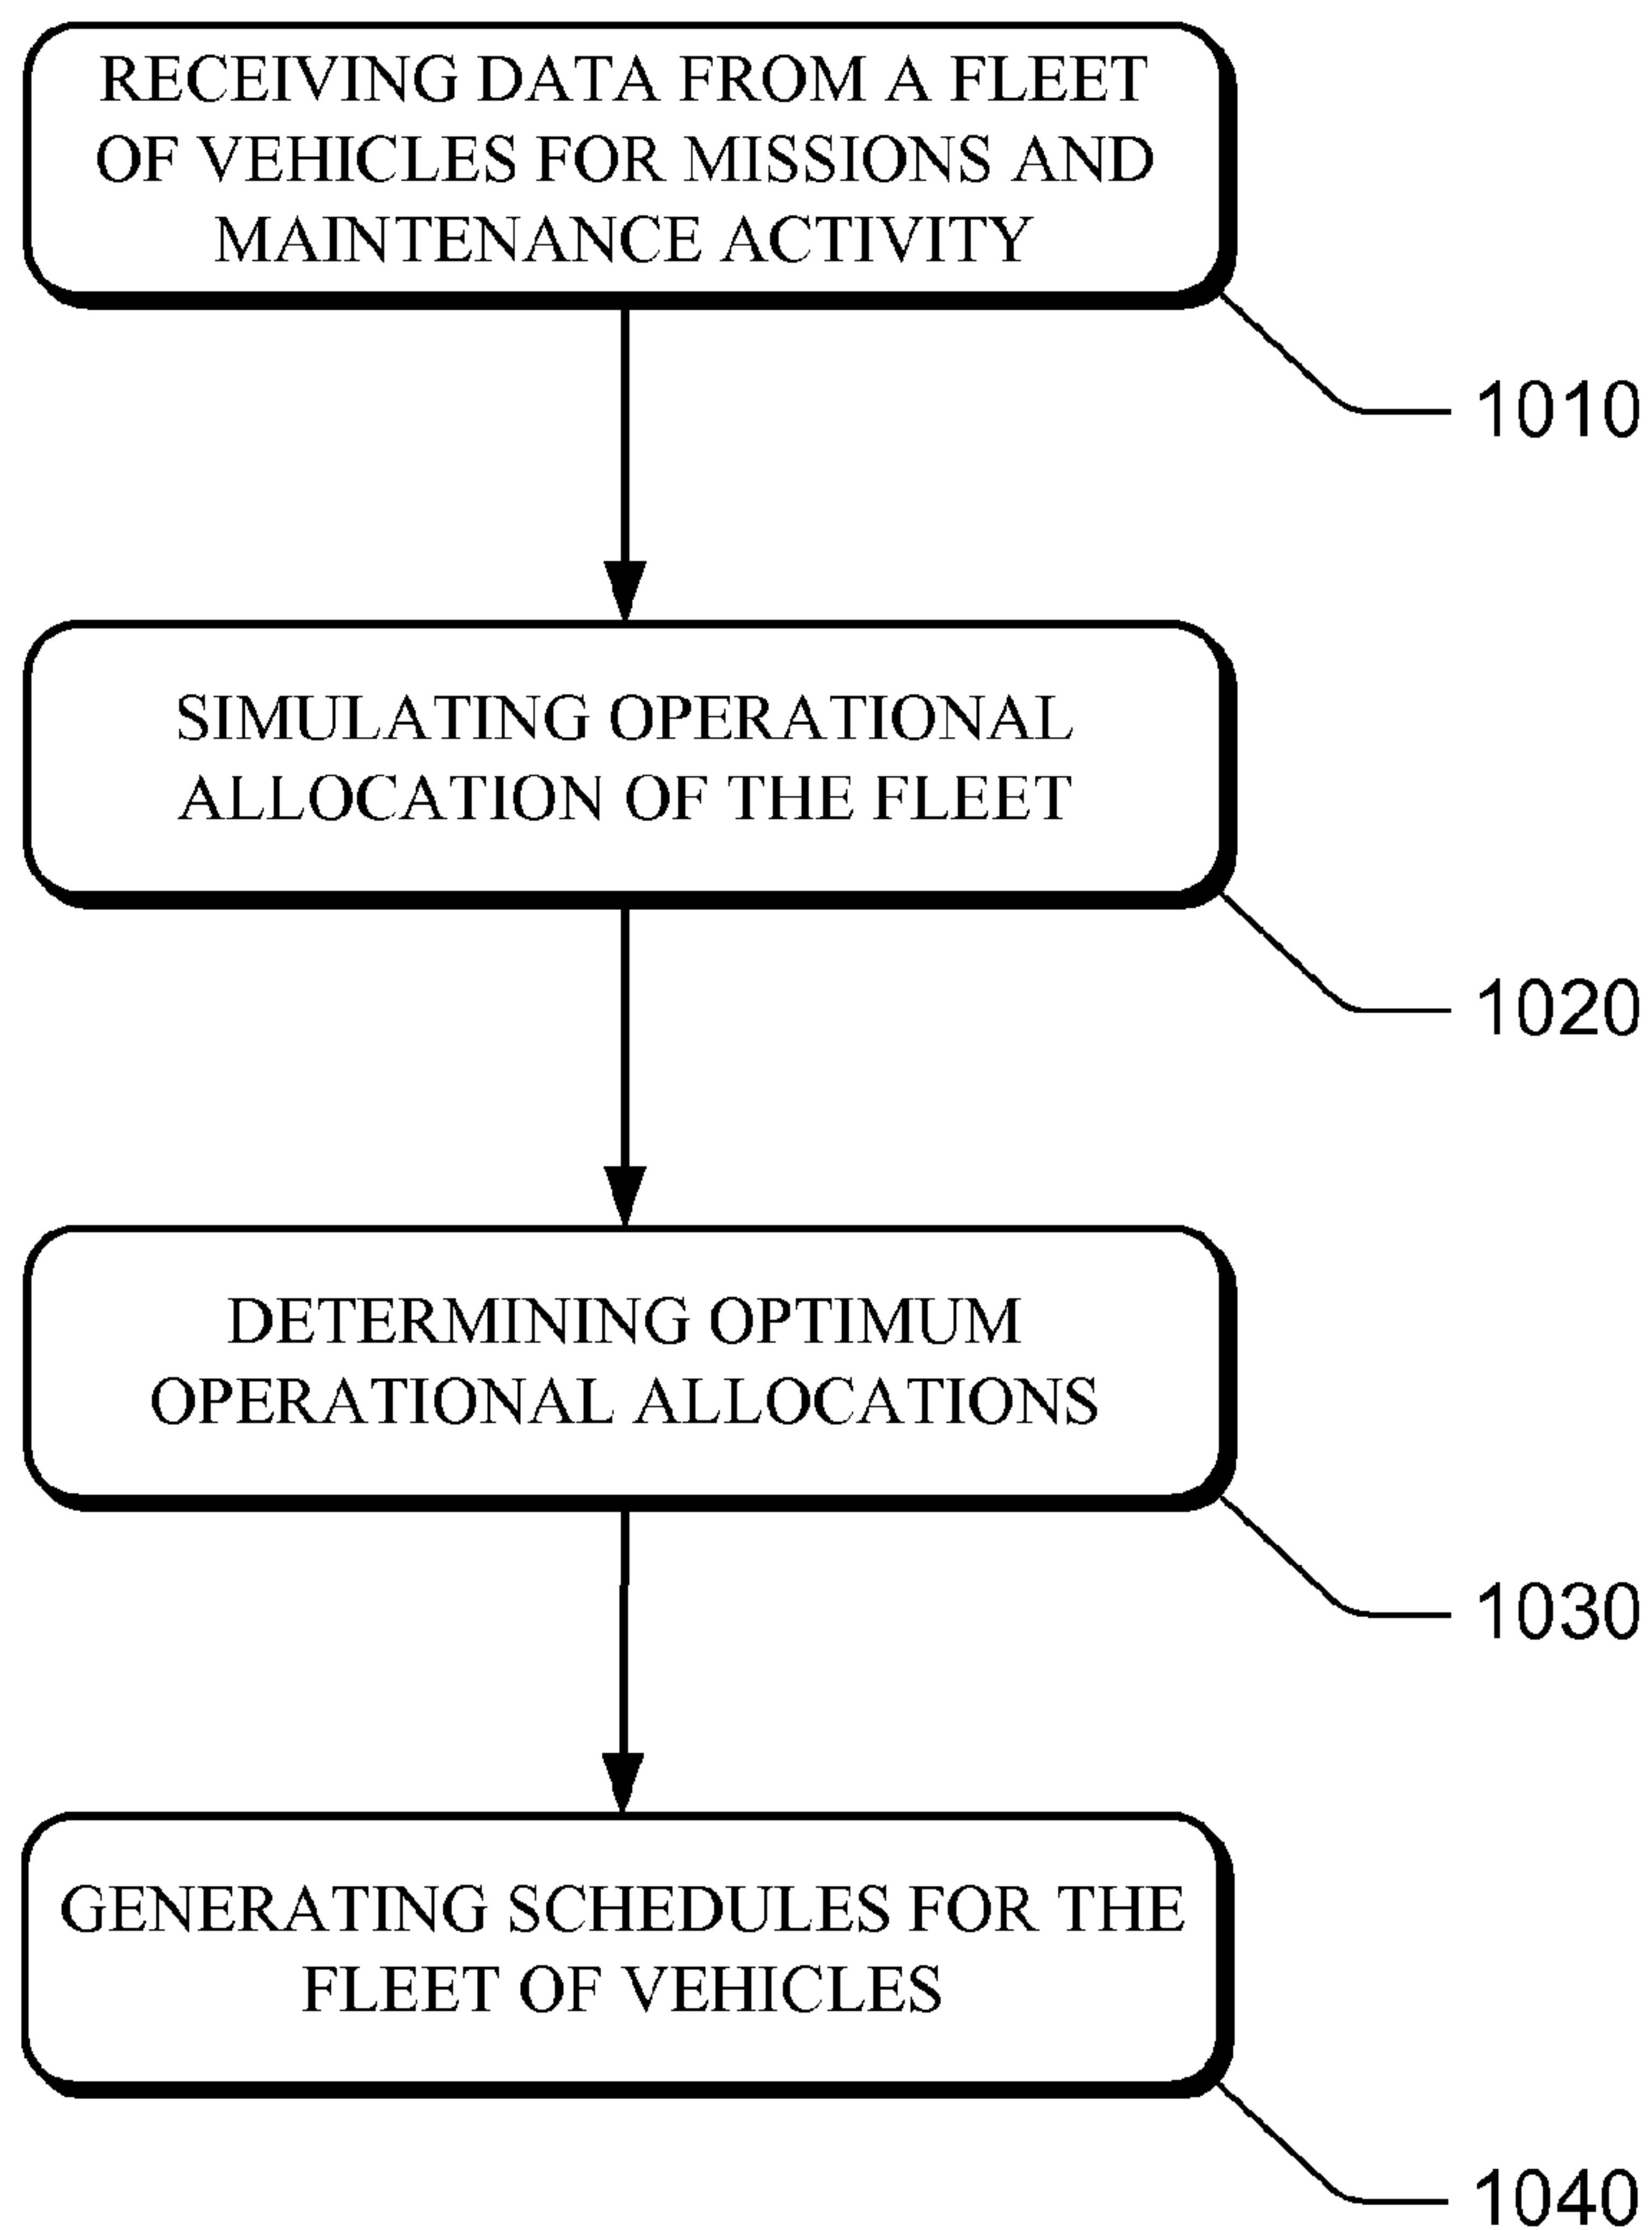 RECEIVING DATA FROM A FLEET
OF VEHICLES FOR MISSIONS AND
MAINTENANCE ACTIVITY
1010
SIMULATING OPERATIONAL
ALLOCATION OF THE FLEET
1020
DETERMINING OPTIMUM
OPERATIONAL ALLOCATIONS
1030
GENERATING SCHEDULES FOR THE
FLEET OF VEHICLES
1040